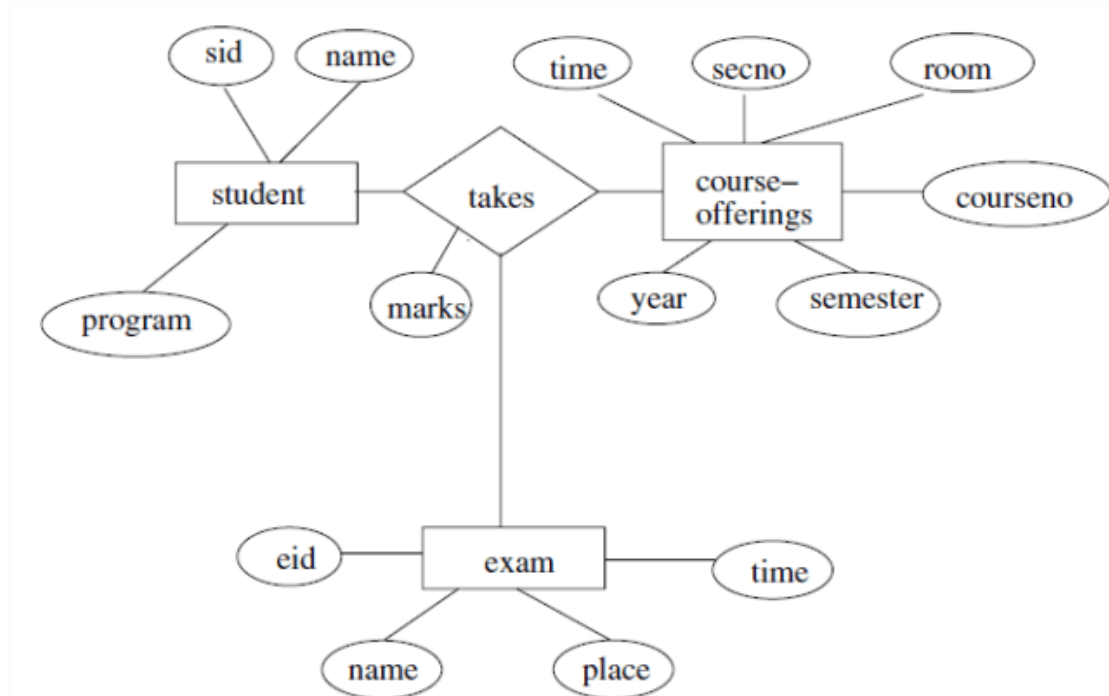 sid
name
time
secno
room
student
takes
course–
offerings
courseno
program
marks
year
semester
eid
exam
time
name
place